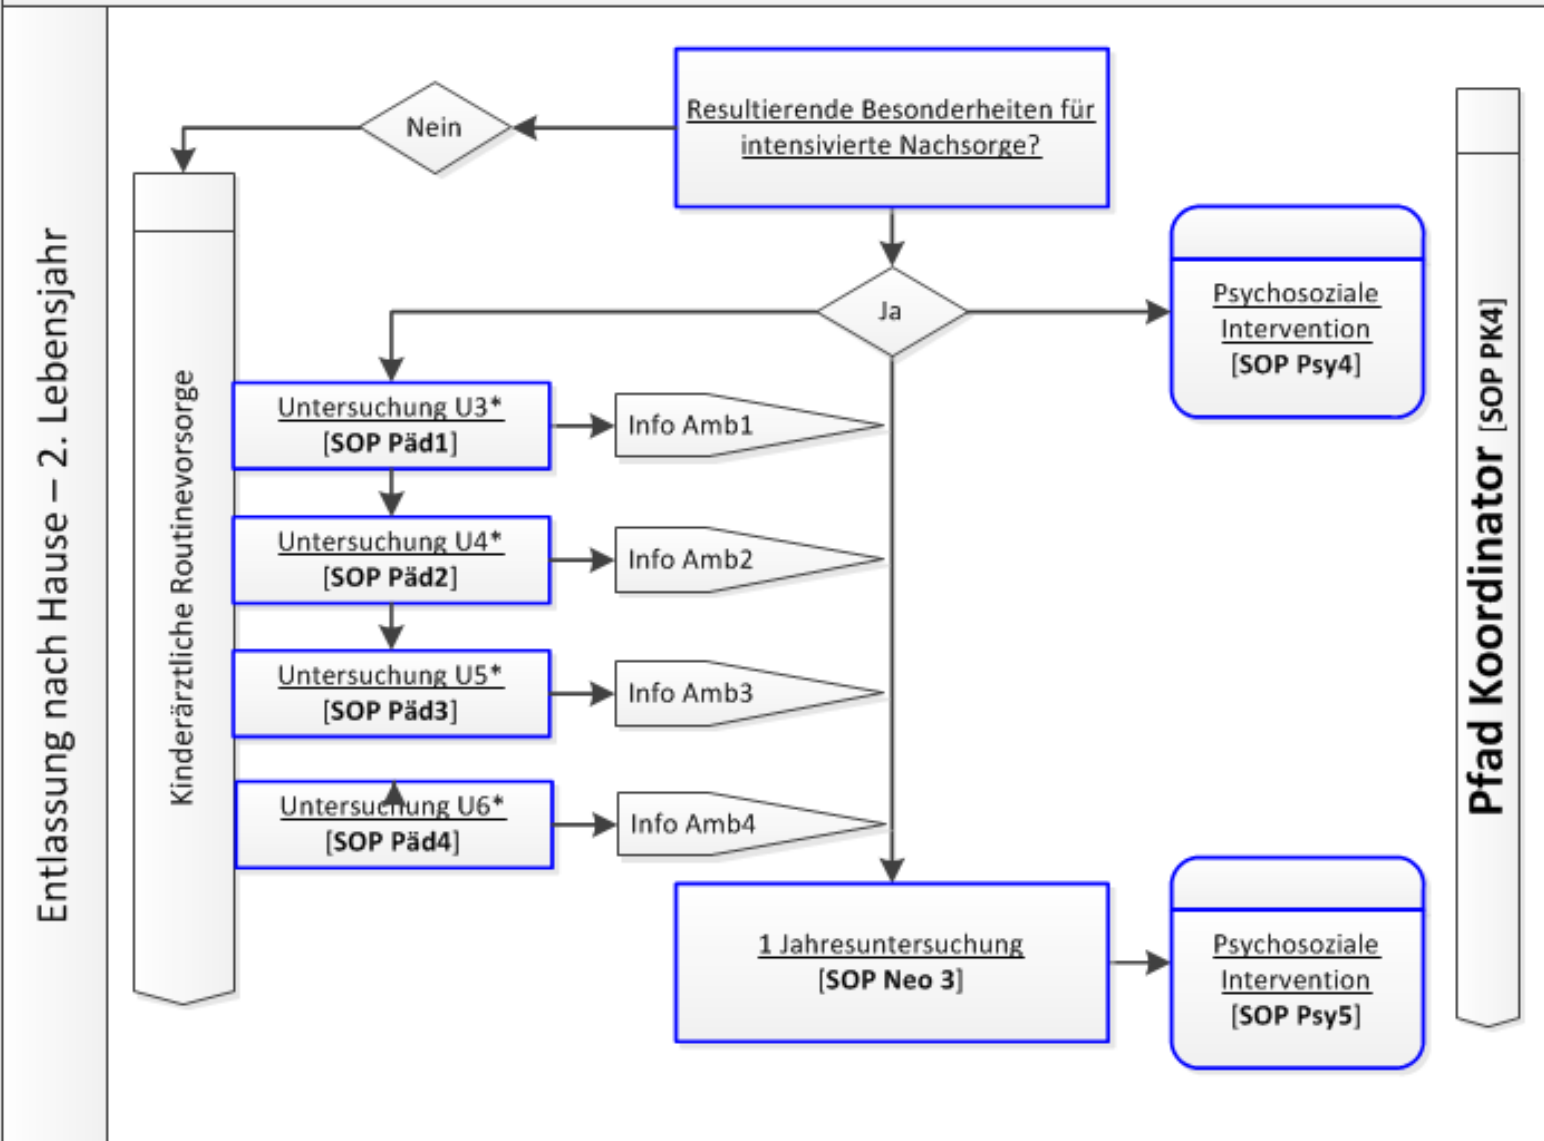 Entlassung nach Hause – 2. Lebensjahr
Resultierende Besonderheiten für
intensivierte Nachsorge?
Nein
Ja
Kinderärztliche Routinevorsorge
Psychosoziale
Intervention
[SOP Psy4]
Untersuchung U3*
[SOP Päd1]
Info Amb1
Untersuchung U4*
[SOP Päd2]
Info Amb2
Untersuchung U5*
[SOP Päd3]
Info Amb3
Untersuchung U6*
[SOP Päd4]
Info Amb4
1 Jahresuntersuchung
[SOP Neo 3]
Psychosoziale
Intervention
[SOP Psy5]
Pfad Koordinator [SOP PK4]